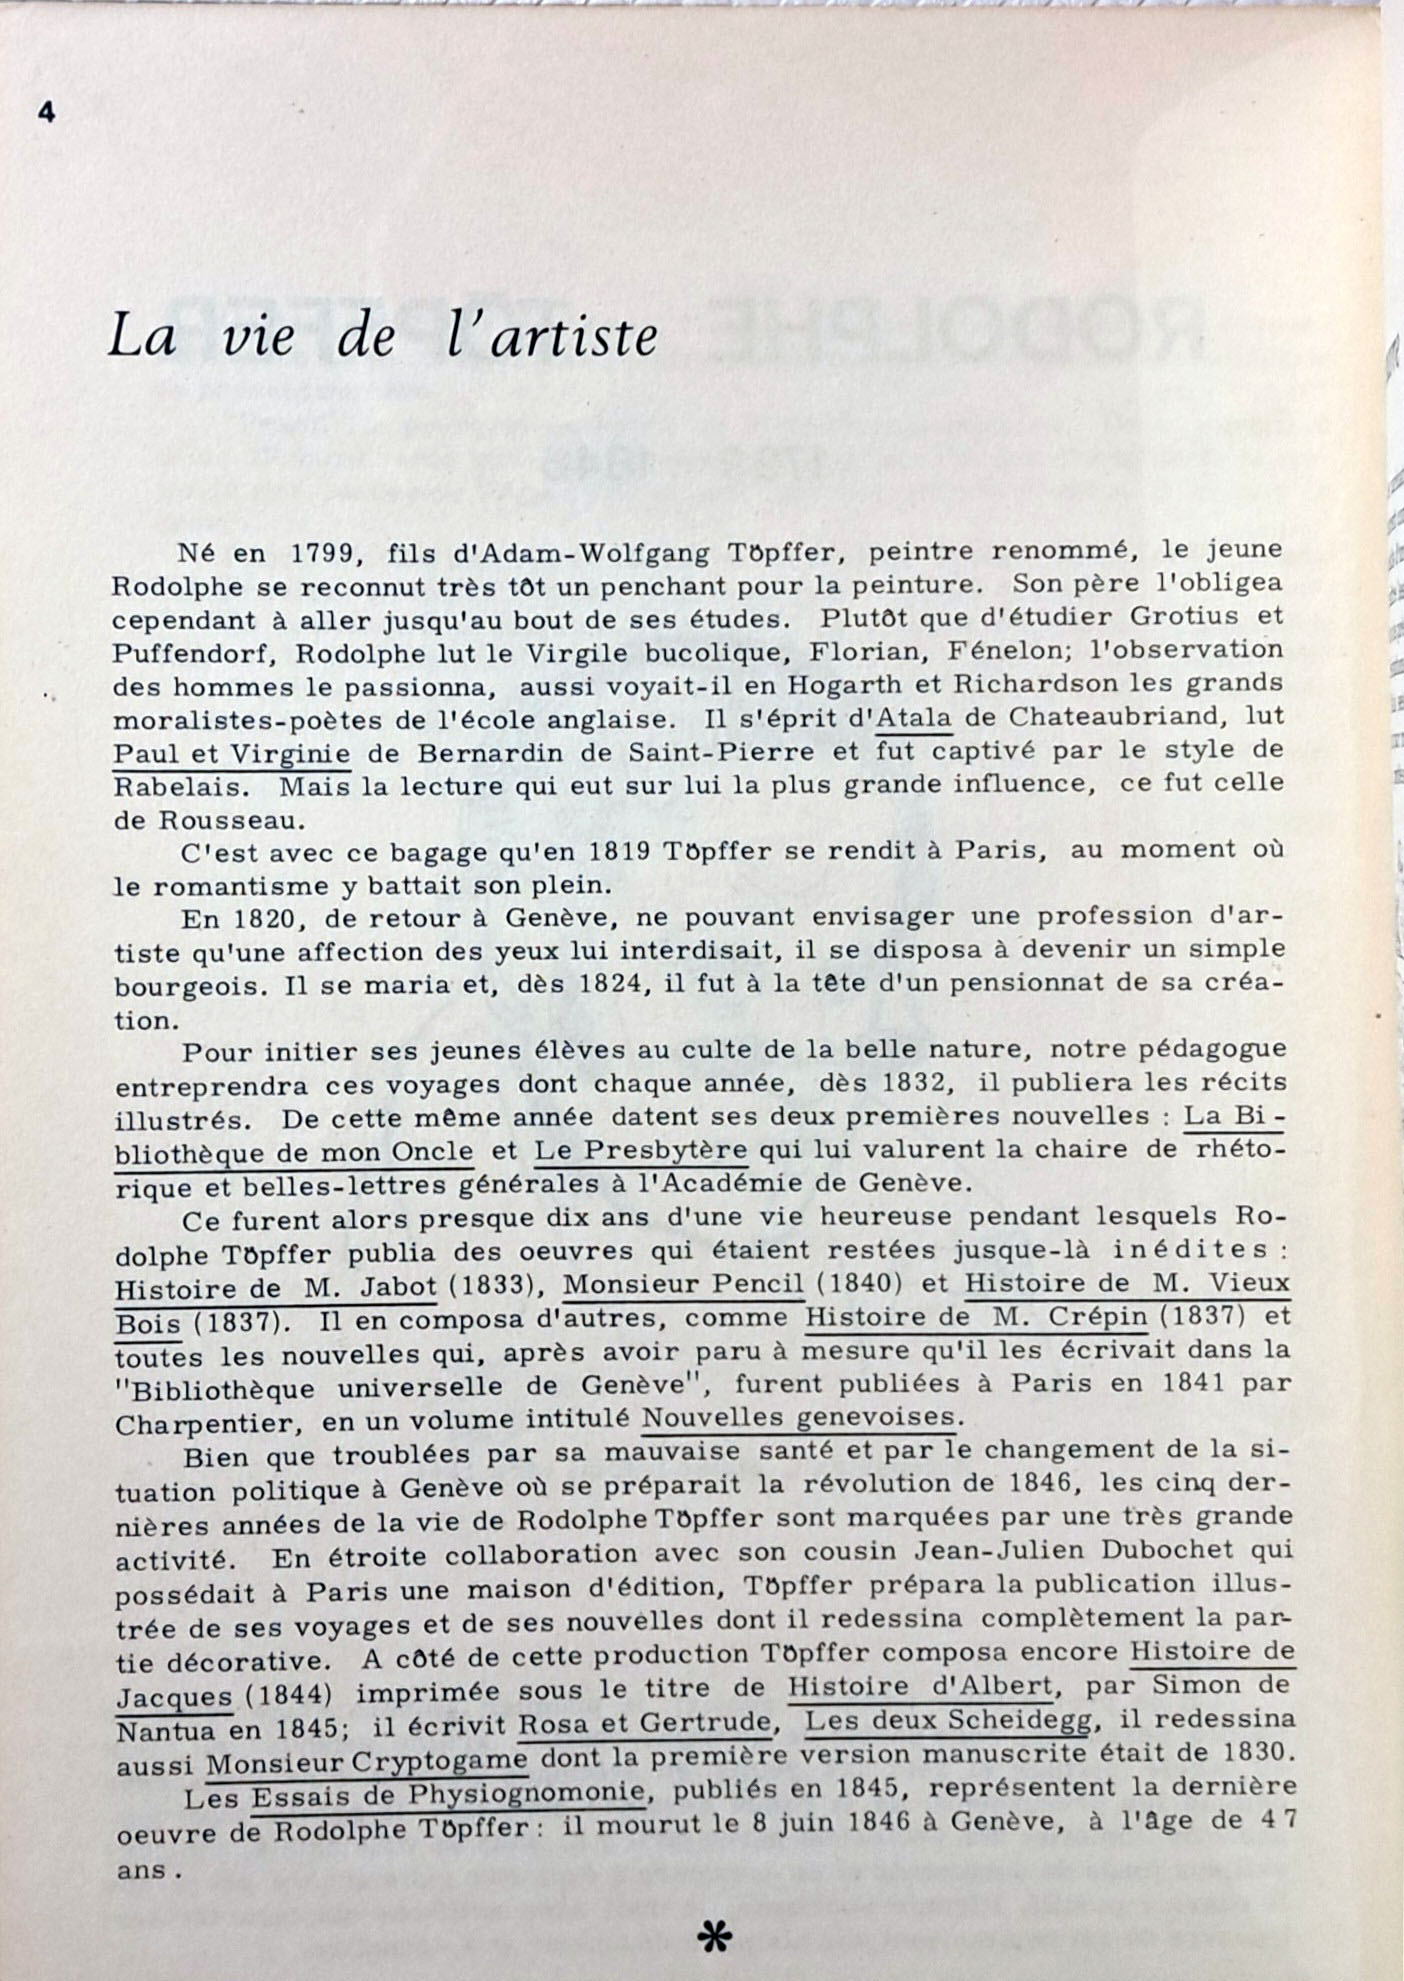 4
La vie de l'artiste
Né en 1799, fils d'Adam-Wolfgang Töpffer, peintre renommé, le jeune
Rodolphe se reconnut très tôt un penchant pour la peinture. Son père l'obligea
cependant à aller jusqu'au bout de ses études. Plutôt que d'étudier Grotius et
Puffendorf, Rodolphe lut le Virgile bucolique, Florian, Fénelon; l'observation
des hommes le passionna, aussi voyait-il en Hogarth et Richardson les grands
moralistes-poètes de l'école anglaise. Il s'éprit d'Atala de Chateaubriand, lut
Paul et Virginie de Bernardin de Saint-Pierre et fut captivé par le style de
Rabelais. Mais la lecture qui eut sur lui la plus grande influence, ce fut celle
de Rousseau.
C'est avec ce bagage qu'en 1819 Töpffer se rendit à Paris, au moment où
le romantisme y battait son plein.
En 1820, de retour à Genève, ne pouvant envisager une profession d'ar-
tiste qu'une affection des yeux lui interdisait, il se disposa à devenir un simple
bourgeois. Il se maria et, dès 1824, il fut à la tête d'un pensionnat de sa créa-
tion.
Pour initier ses jeunes élèves au culte de la belle nature, notre pédagogue
entreprendra ces voyages dont chaque année, dès 1832, il publiera les récits
illustrés. De cette même année datent ses deux premières nouvelles : La Bi -
bliothèque de mon Oncle et Le Presbytère qui lui valurent la chaire de rhéto-
rique et belles-lettres générales à l'Académie de Genève.
Ce furent alors presque dix ans d'une vie heureuse pendant lesquels Ro-
dolphe Töpffer publia des oeuvres qui étaient restées jusque-là inédites :
Histoire de M. Jabot (1833), Monsieur Pencil (1840) et Histoire de M. Vieux
Bois (1837). Il en composa d'autres, comme Histoire de M. Crépin (1837) et
toutes les nouvelles qui, après avoir paru à mesure qu'il les écrivait dans la
"Bibliothèque universelle de Genève", furent publiées à Paris en 1841 par
Charpentier, en un volume intitulé Nouvelles genevoises.
Bien que troublées par sa mauvaise santé et par le changement de la si-
tuation politique à Genève où se préparait la révolution de 1846, les cinq der-
nières années de la vie de Rodolphe Töpffer sont marquées par une très grande
activité. En étroite collaboration avec son cousin Jean-Julien Dubochet qui
possédait à Paris une maison d'édition, Töpffer prépara la publication illus-
trée de ses voyages et de ses nouvelles dont il redessina complètement la par-
tie décorative. A côté de cette production Töpffer composa encore Histoire de
Jacques (1844) imprimée sous le titre de Histoire d'Albert, par Simon de
Nantua en 1845; il écrivit Rosa et Gertrude, Les deux Scheidegg, il redessina
aussi Monsieur Cryptogame dont la première version manuscrite était de 1830.
Les Essais de Physiognomonie, publiés en 1845, représentent la dernière
oeuvre de Rodolphe Töpffer : il mourut le 8 juin 1846 à Genève, à l'âge de 47
ans.
*